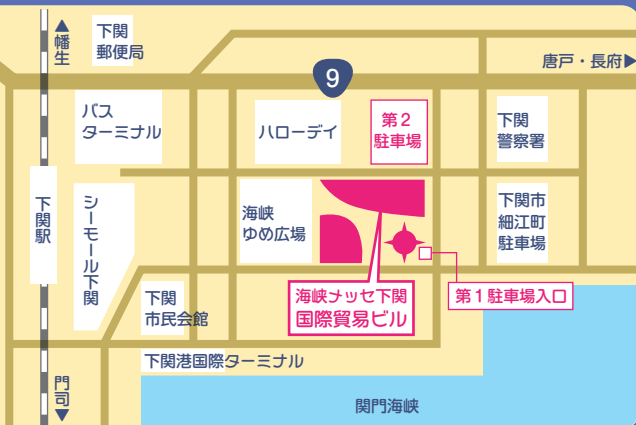 ▲
幡生
下関
郵便局
9
唐戸・長府▶
バス
ターミナル
ハローデイ
第2
駐車場
下関
警察署
下関駅
シーモール下関
海峡
ゆめ広場
下関市
細江町
駐車場
海峡メッセ下関
国際貿易ビル
第1駐車場入口
下関
市民会館
下関港国際ターミナル
門司
▼
関門海峡